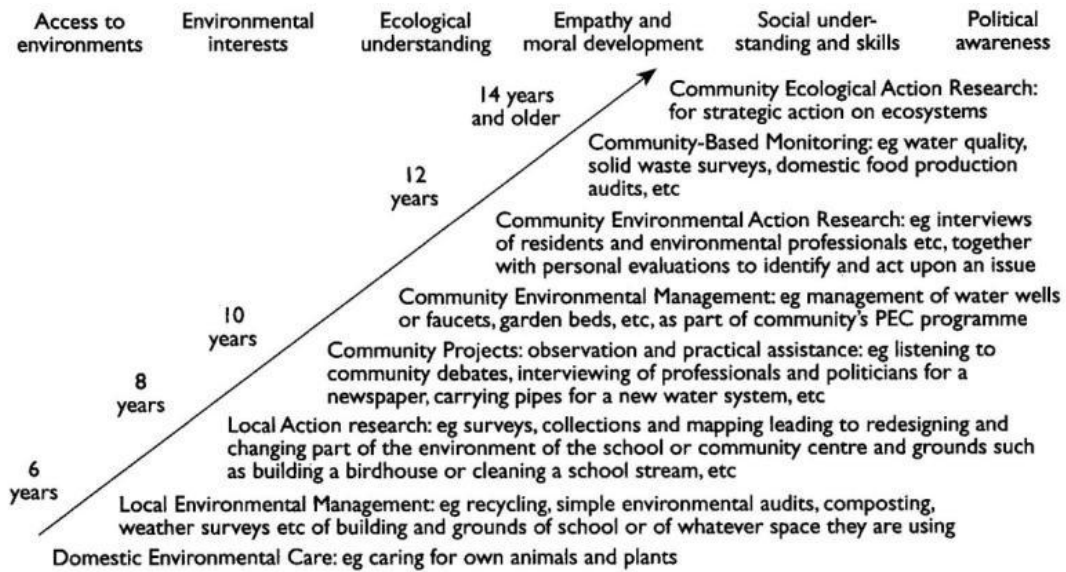 Access to environments
Environmental interests
Ecological understanding
Empathy and moral development
Social under-standing and skills
Political awareness
14 years and older
12 years
10 years
8 years
6 years
Community Ecological Action Research:
for strategic action on ecosystems
Community-Based Monitoring: eg water quality,
solid waste surveys, domestic food production
audits, etc
Community Environmental Action Research: eg interviews
of residents and environmental professionals etc, together
with personal evaluations to identify and act upon an issue
Community Environmental Management: eg management of water wells
or faucets, garden beds, etc, as part of community's PEC programme
Community Projects: observation and practical assistance: eg listening to
community debates, interviewing of professionals and politicians for a
newspaper, carrying pipes for a new water system, etc
Local Action research: eg surveys, collections and mapping leading to redesigning and
changing part of the environment of the school or community centre and grounds such
as building a birdhouse or cleaning a school stream, etc
Local Environmental Management: eg recycling, simple environmental audits, composting,
weather surveys etc of building and grounds of school or of whatever space they are using
Domestic Environmental Care: eg caring for own animals and plants